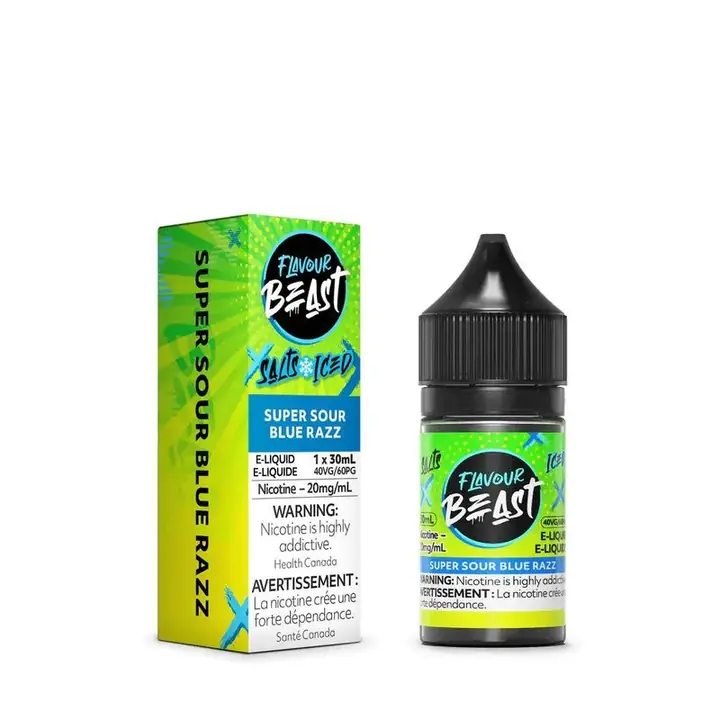 SUPER SOUR BLUE RAZZ
FLAVOUR
BEAST
SALTS ICED
SUPER SOUR
BLUE RAZZ
E-LIQUID 1 x 30mL
E-LIQUIDE 40VG/60PG
Nicotine – 20mg/mL
WARNING:
Nicotine is highly
addictive.
Health Canada
AVERTISSEMENT :
La nicotine crée une
forte dépendance.
Santé Canada
SALTS ICED
FLAVOUR
BEAST
E-LIQUI
E-LIQUIDE
SUPER SOUR BLUE RAZZ
WARNING: Nicotine is highly addictive
AVERTISSEMENT : La nicotine crée un
forte dépendance.